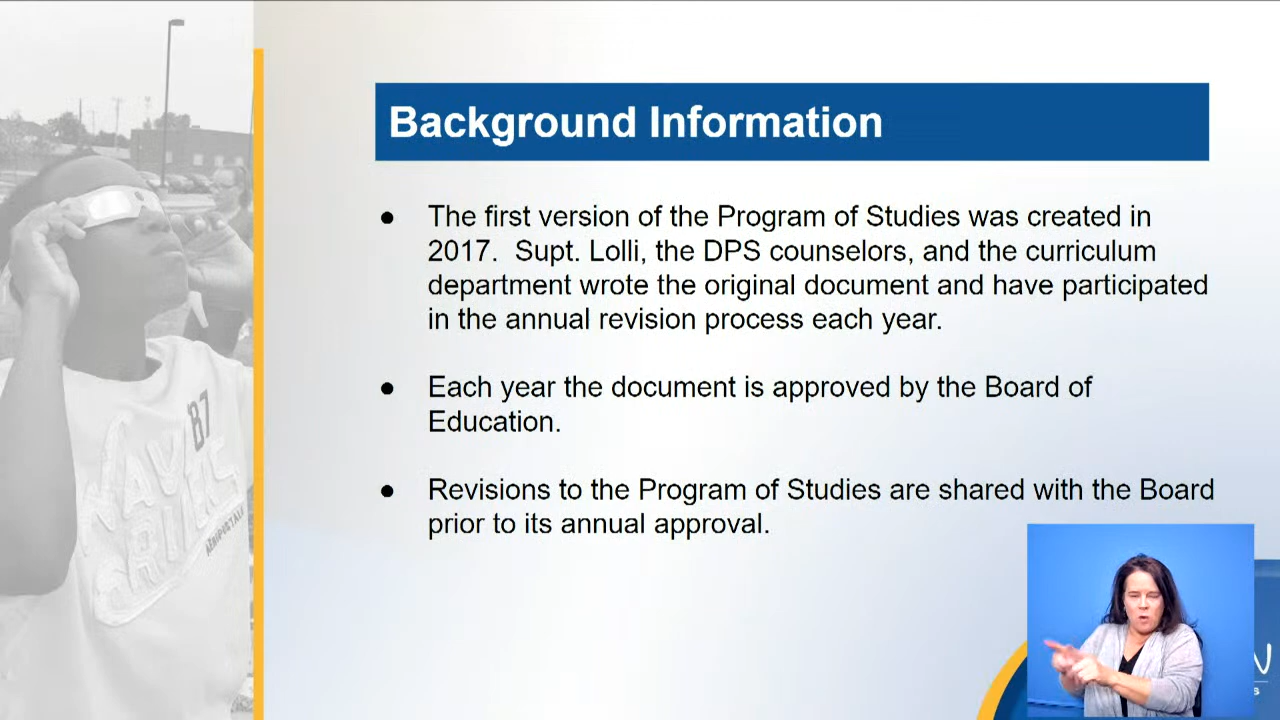 Background Information
● The first version of the Program of Studies was created in
2017. Supt. Lolli, the DPS counselors, and the curriculum
department wrote the original document and have participated
in the annual revision process each year.
● Each year the document is approved by the Board of
Education.
● Revisions to the Program of Studies are shared with the Board
prior to its annual approval.
87
AÉROPOSTALE
N
s